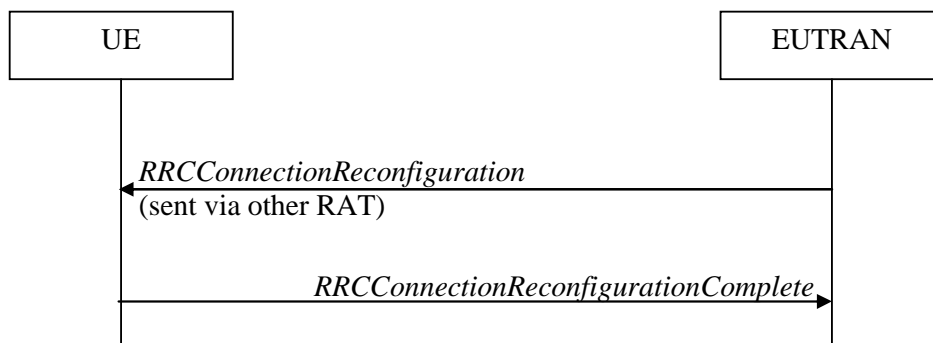 UE
EUTRAN
RRCConnectionReconfiguration
(sent via other RAT)
RRCConnectionReconfigurationComplete